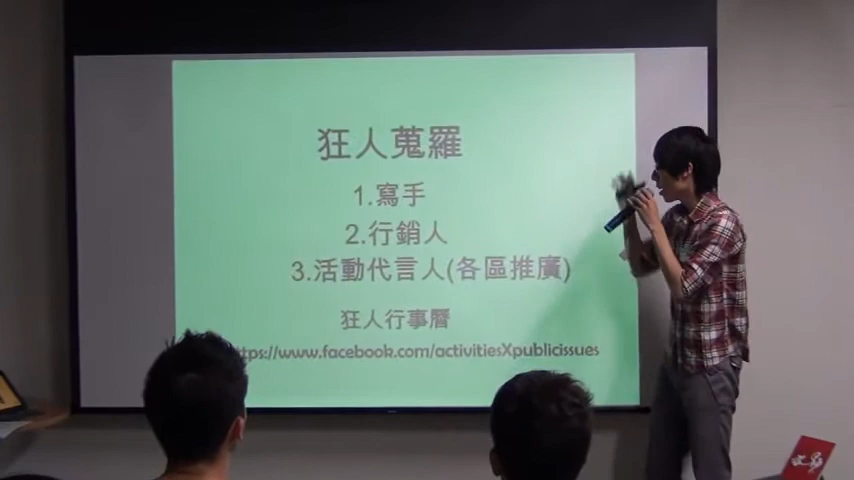 狂人蒐羅
1.寫手
2.行銷人
3.活動代言人(各區推廣)
狂人行事曆
ttps://www.facebook.com/activitiesXpublicissues